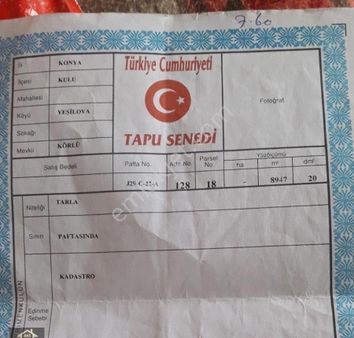 7.60
İli KONYA
İlçesi KULU
Mahallesi
Köyü YEŞİLOVA
Sokağı
Mevkii KÖRLÜ
Türkiye Cumhuriyeti
TAPU SENEDİ
Fotoğraf
Satış Bedeli Pafta No. Ada No. Parsel No. Yüzölçümü
ha m² dm²
J29-C-22-A 128 18 - 8947 20
Niteliği TARLA
Sınırı PAFTASINDA
KADASTRO
Edinme
Sebebi